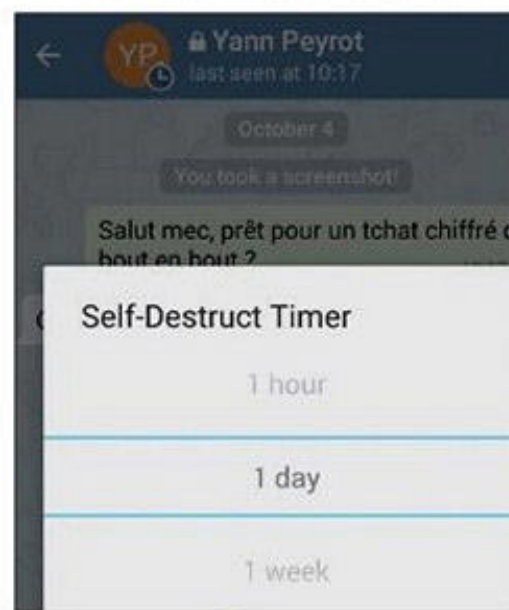 YP
Yann Peyrot
last seen at 10:17
October 4
You took a screenshot!
Salut mec, prêt pour un tchat chiffré
bout en bout ?
Self-Destruct Timer
1 hour
1 day
1 week